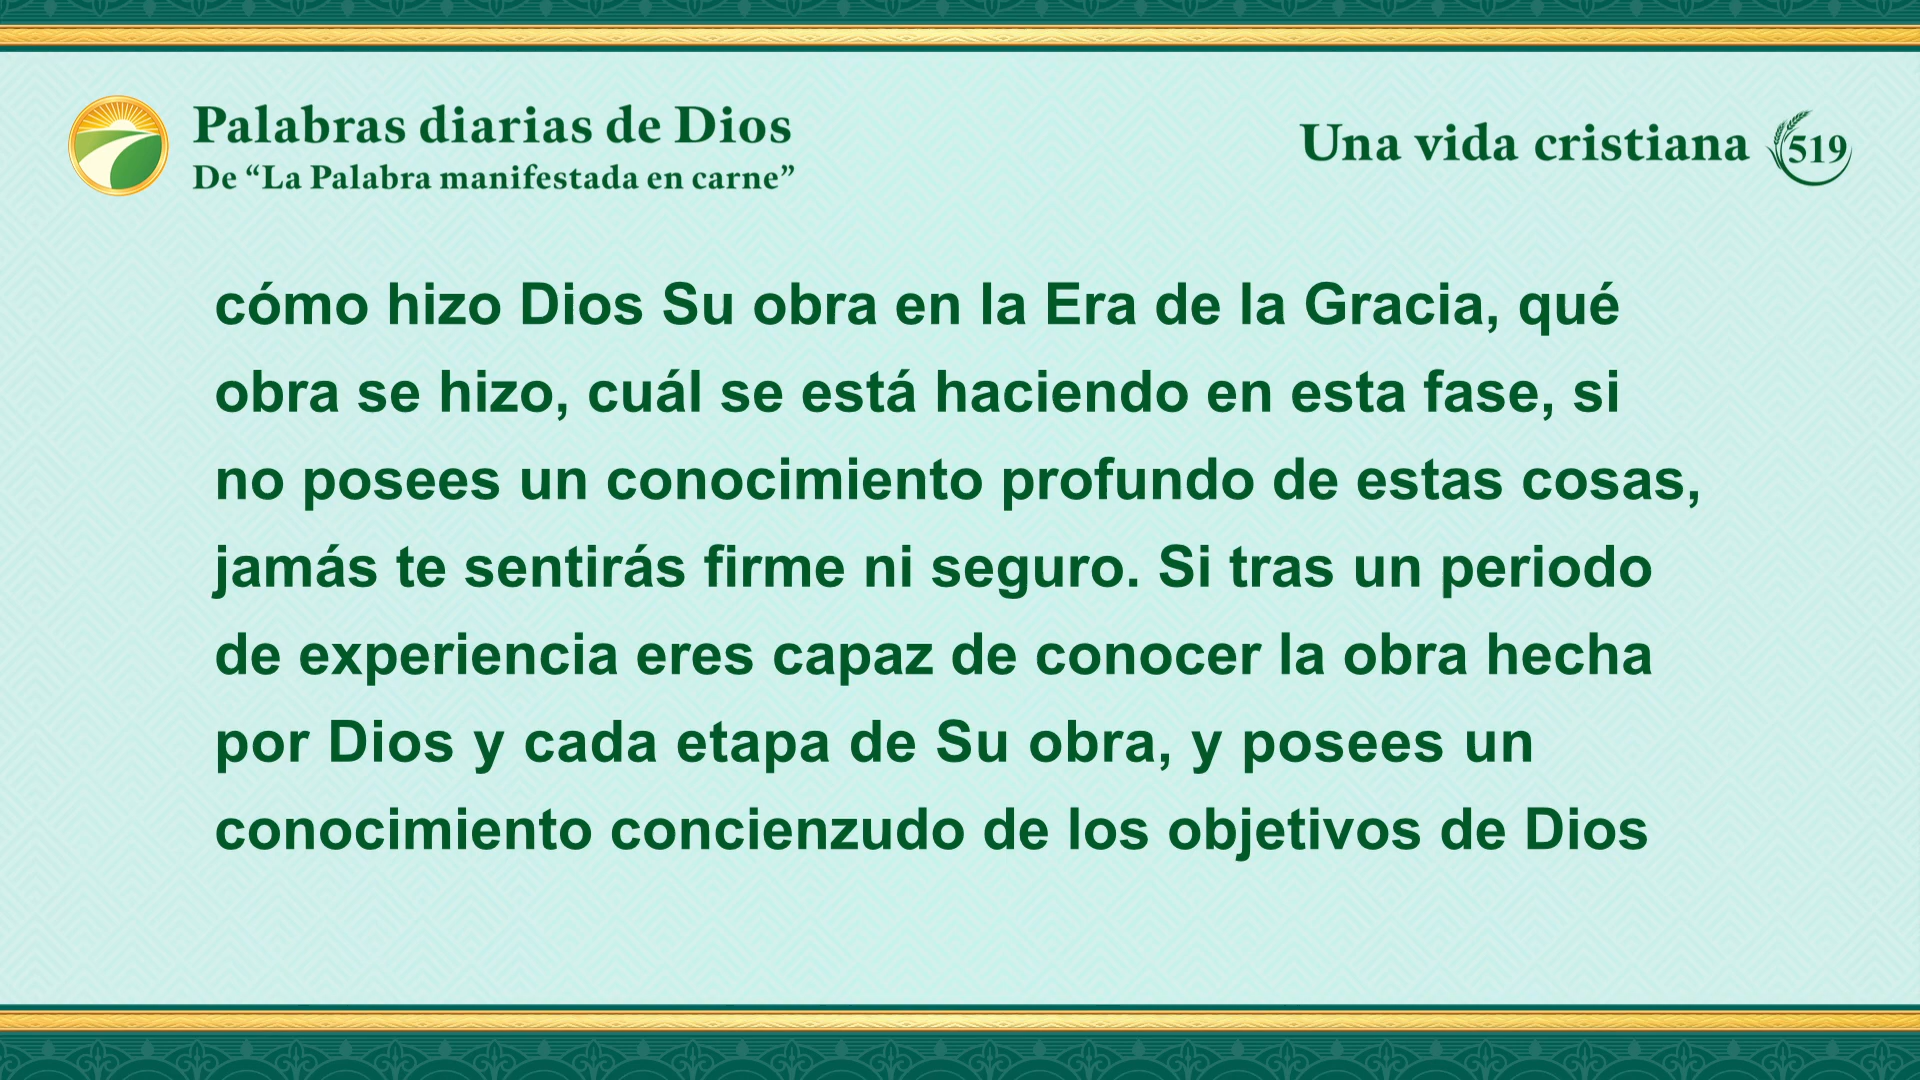 Palabras diarias de Dios
De “La Palabra manifestada en carne”
Una vida cristiana 519
cómo hizo Dios Su obra en la Era de la Gracia, qué
obra se hizo, cuál se está haciendo en esta fase, si
no posees un conocimiento profundo de estas cosas,
jamás te sentirás firme ni seguro. Si tras un periodo
de experiencia eres capaz de conocer la obra hecha
por Dios y cada etapa de Su obra, y posees un
conocimiento concienzudo de los objetivos de Dios